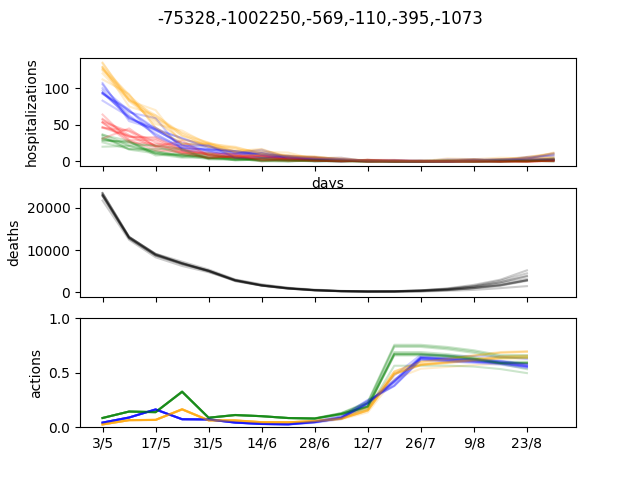 -75328,-1002250,-569,-110,-395,-1073
hospitalizations
100
50
0
days
deaths
20000
10000
0
actions
1.0
0.5
0.0
3/5 17/5 31/5 14/6 28/6 12/7 26/7 9/8 23/8